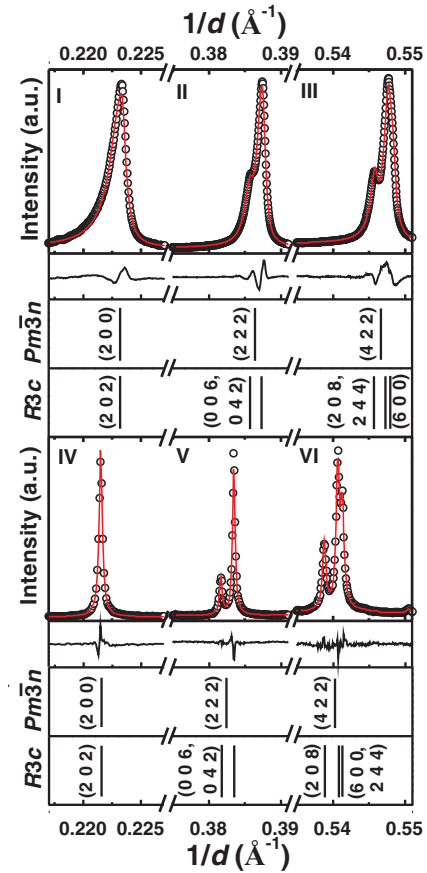 1/d (Å⁻¹)
0.220 0.225 0.38 0.39 0.54 0.55
Intensity (a.u.)
I II III
Pm3̄n
(2 0 0) (2 2 2) (4 2 2)
R3c
(2 0 2) (0 0 6, 0 4 2) (2 0 8, 2 4 4) (6 0 0)
Intensity (a.u.)
IV V VI
Pm3̄n
(2 0 0) (2 2 2) (4 2 2)
R3c
(2 0 2) (0 0 6, 0 4 2) (2 0 8) (6 0 0, 2 4 4)
0.220 0.225 0.38 0.39 0.54 0.55
1/d (Å⁻¹)